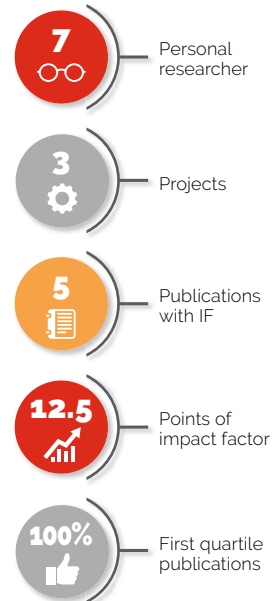 7
Personal
researcher
3
Projects
5
Publications
with IF
12.5
Points of
impact factor
100%
First quartile
publications